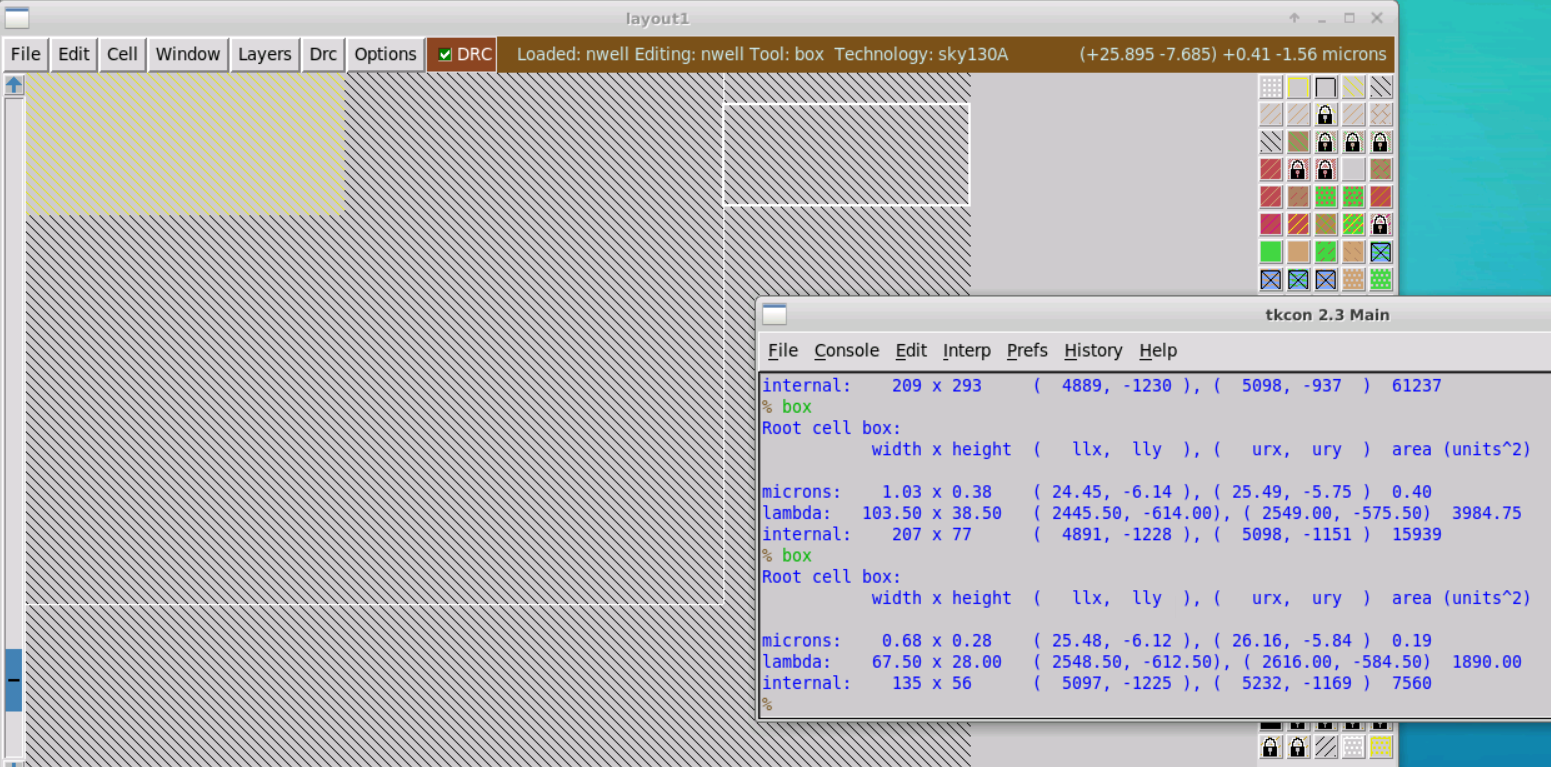 layout1
File Edit Cell Window Layers Drc Options DRC Loaded: nwell Editing: nwell Tool: box Technology: sky130A (+25.895 -7.685) +0.41 -1.56 microns
tkcon 2.3 Main
File Console Edit Interp Prefs History Help
internal: 209 x 293 ( 4889, -1230 ), ( 5098, -937 ) 61237
% box
Root cell box:
width x height ( llx, lly ), ( urx, ury ) area (units^2)
microns: 1.03 x 0.38 ( 24.45, -6.14 ), ( 25.49, -5.75 ) 0.40
lambda: 103.50 x 38.50 ( 2445.50, -614.00), ( 2549.00, -575.50) 3984.75
internal: 207 x 77 ( 4891, -1228 ), ( 5098, -1151 ) 15939
% box
Root cell box:
width x height ( llx, lly ), ( urx, ury ) area (units^2)
microns: 0.68 x 0.28 ( 25.48, -6.12 ), ( 26.16, -5.84 ) 0.19
lambda: 67.50 x 28.00 ( 2548.50, -612.50), ( 2616.00, -584.50) 1890.00
internal: 135 x 56 ( 5097, -1225 ), ( 5232, -1169 ) 7560
%